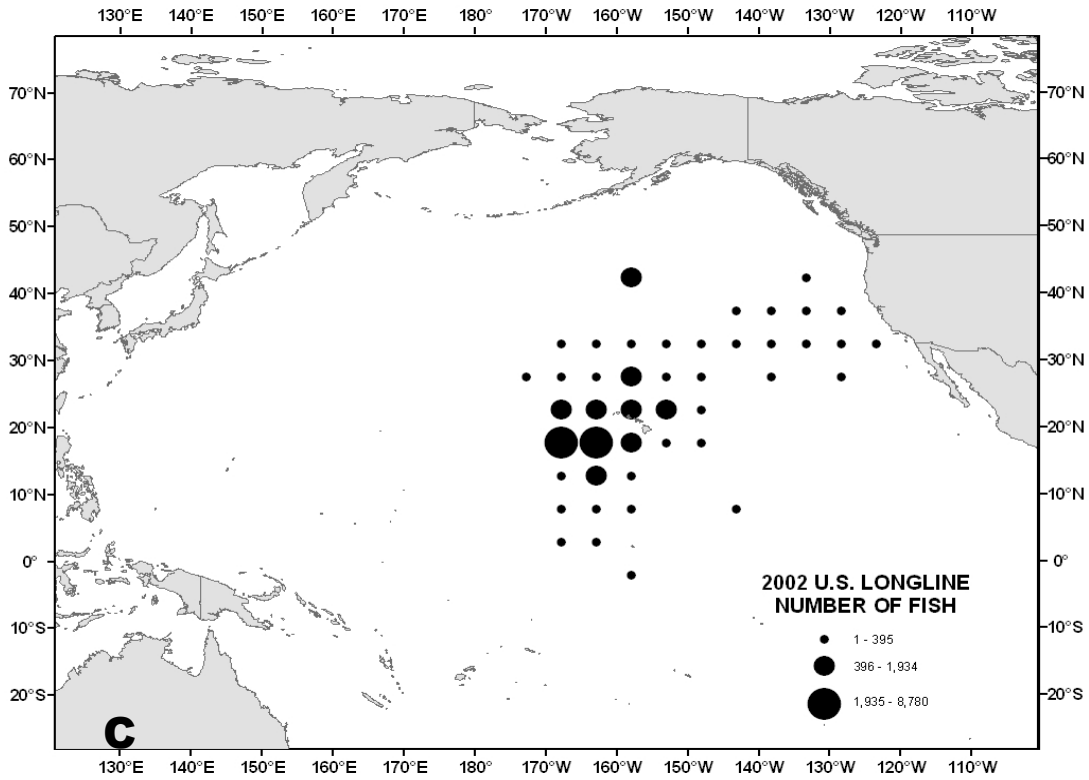 130°E 140°E 150°E 160°E 170°E 180° 170°W 160°W 150°W 140°W 130°W 120°W 110°W
70°N 70°N
60°N 60°N
50°N 50°N
40°N 40°N
30°N 30°N
20°N 20°N
10°N 10°N
0° 0°
2002 U.S. LONGLINE
NUMBER OF FISH
10°S 10°S
1 - 395
396 - 1,934
20°S 20°S
1,935 - 8,780
C
130°E 140°E 150°E 160°E 170°E 180° 170°W 160°W 150°W 140°W 130°W 120°W 110°W